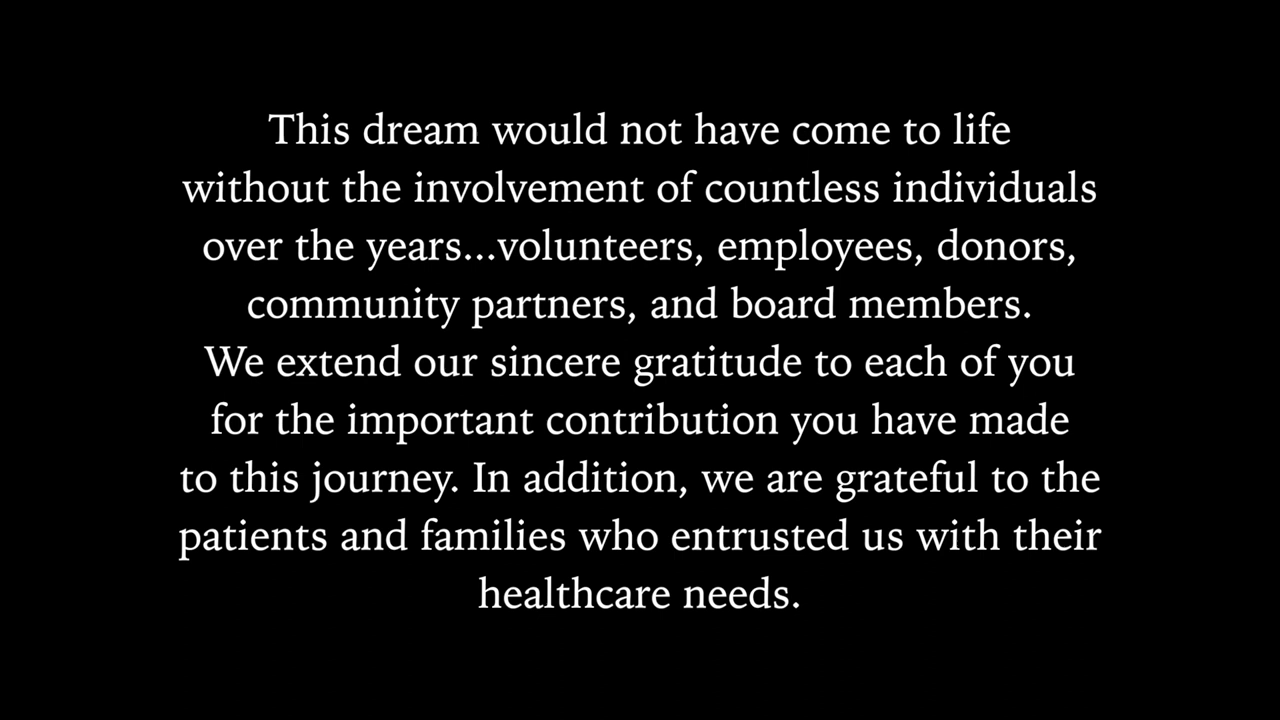 This dream would not have come to life
without the involvement of countless individuals
over the years...volunteers, employees, donors,
community partners, and board members.
We extend our sincere gratitude to each of you
for the important contribution you have made
to this journey. In addition, we are grateful to the
patients and families who entrusted us with their
healthcare needs.